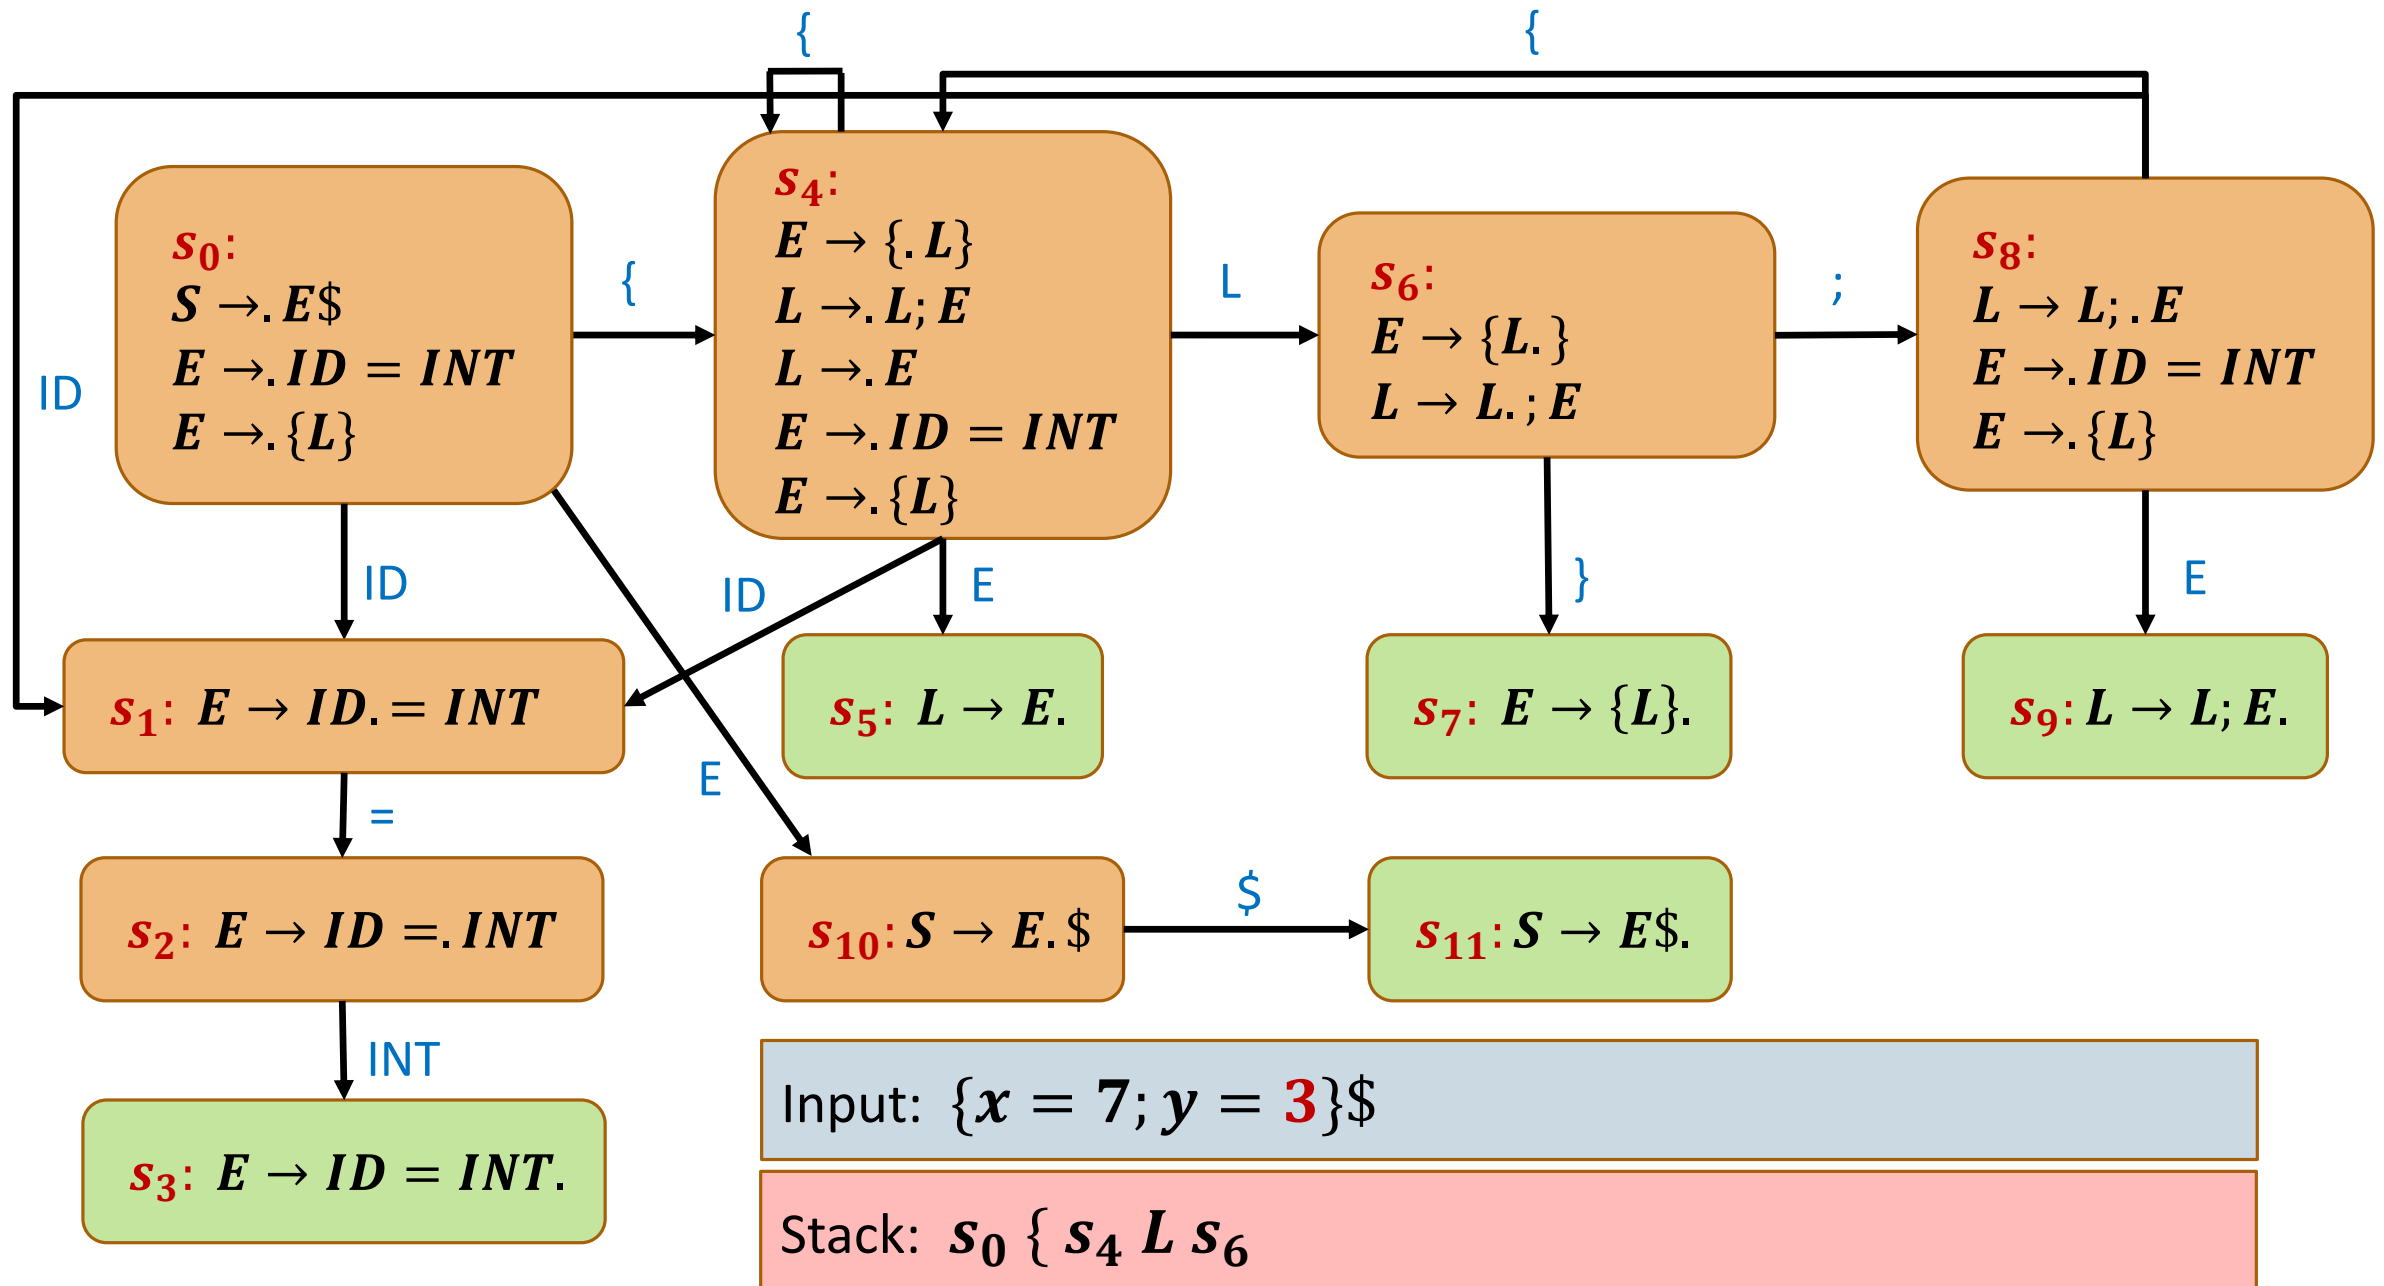 {
{
s0:
S →. E$
E →. ID = INT
E →. {L}
{
s4:
E → {. L}
L →. L; E
L →. E
E →. ID = INT
E →. {L}
L
s6:
E → {L. }
L → L. ; E
;
s8:
L → L; . E
E →. ID = INT
E →. {L}
ID
ID
ID
E
}
E
s1: E → ID. = INT
s5: L → E.
s7: E → {L}.
s9: L → L; E.
E
=
s2: E → ID =. INT
s10: S → E. $
$
s11: S → E$.
INT
s3: E → ID = INT.
Input: {x = 7; y = 3}$
Stack: s0 { s4 L s6